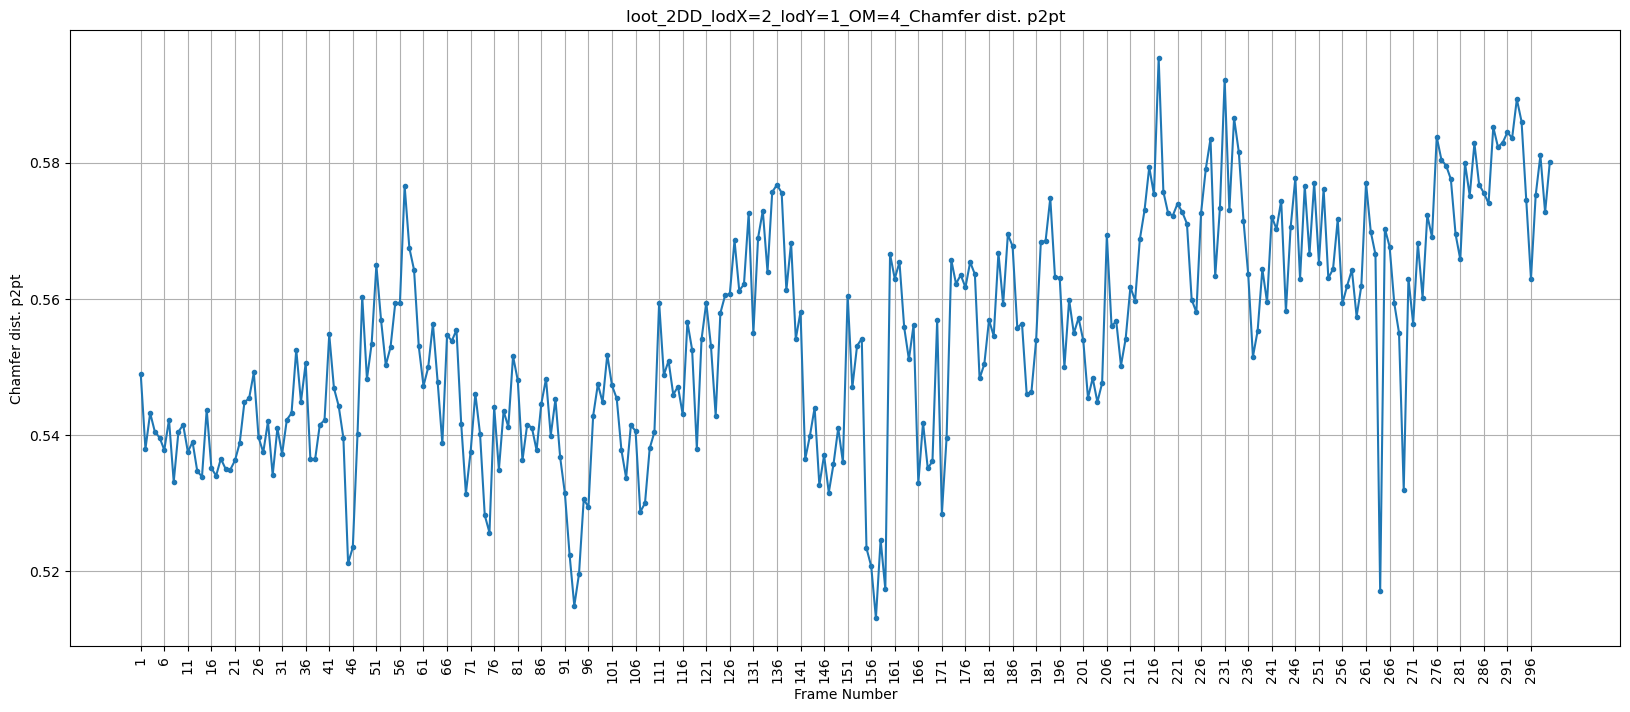 loot_2DD_lodX=2_lodY=1_OM=4_Chamfer dist. p2pt
Chamfer dist. p2pt
0.58
0.56
0.54
0.52
1 6 11 16 21 26 31 36 41 46 51 56 61 66 71 76 81 86 91 96 101 106 111 116 121 126 131 136 141 146 151 156 161 166 171 176 181 186 191 196 201 206 211 216 221 226 231 236 241 246 251 256 261 266 271 276 281 286 291 296
Frame Number